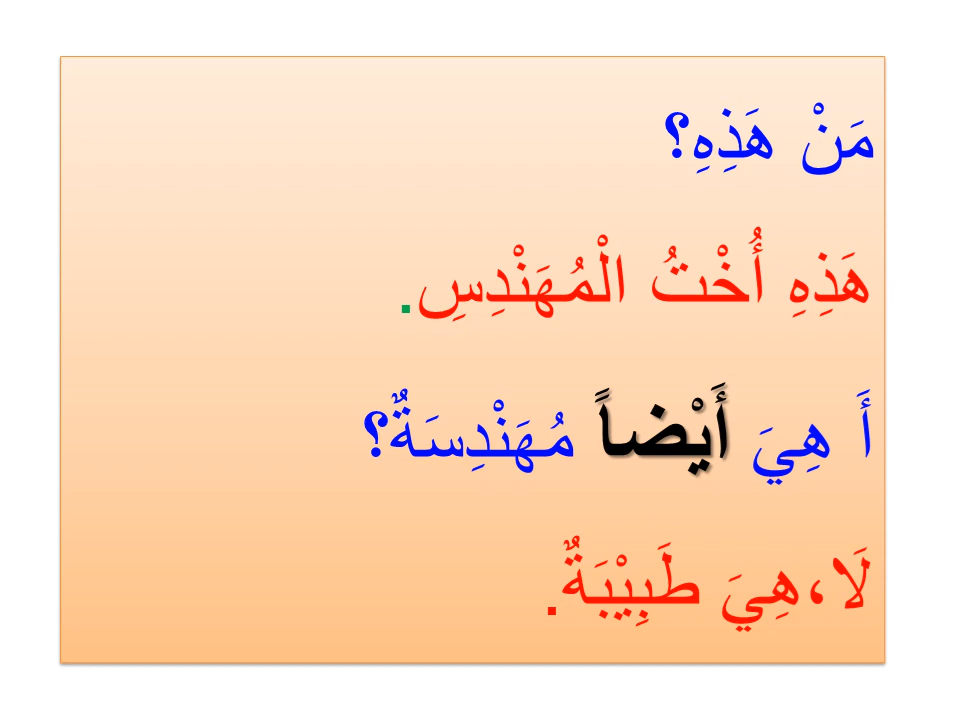 مَنْ هَذِهِ؟
هَذِهِ أُخْتُ الْمُهَنْدِسِ.
أَ هِيَ أَيْضاً مُهَنْدِسَةٌ؟
لَا،هِيَ طَبِيْبَةٌ.